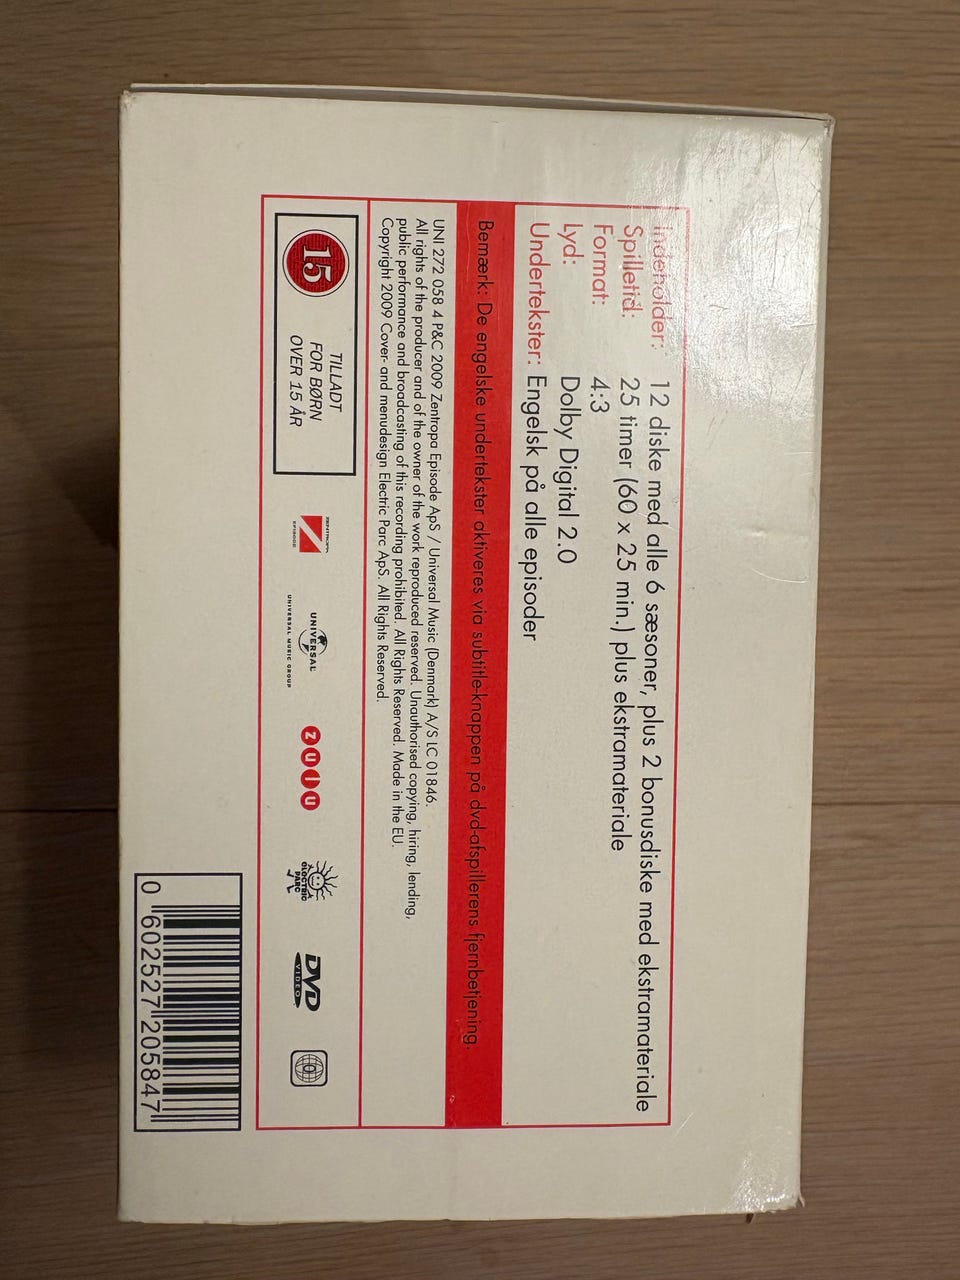 Indeholder: 12 diske med alle 6 sæsoner, plus 2 bonusdiske med ekstramateriale
Spilletid: 25 timer (60 x 25 min.) plus ekstramateriale
Format: 4:3
Lyd: Dolby Digital 2.0
Undertekster: Engelsk på alle episoder
Bemærk: De engelske undertekster aktiveres via subtitle-knappen på dvd-afspillerens fjernbetjening.
UNI 272 058 4 P&C 2009 Zentropa Episode ApS / Universal Music (Denmark) A/S LC 01846.
All rights of the producer and of the owner of the work reproduced reserved. Unauthorised copying, hiring, lending,
public performance and broadcasting of this recording prohibited. All Rights Reserved. Made in the EU.
Copyright 2009 Cover- and menudesign Electric Parc ApS. All Rights Reserved.
15
TILLADT
FOR BØRN
OVER 15 ÅR
ZENTROPA
EPISODE
UNIVERSAL
UNIVERSAL MUSIC GROUP
ZULU
ELECTRIC
PARC
DVD
VIDEO
0
0 602527 205847